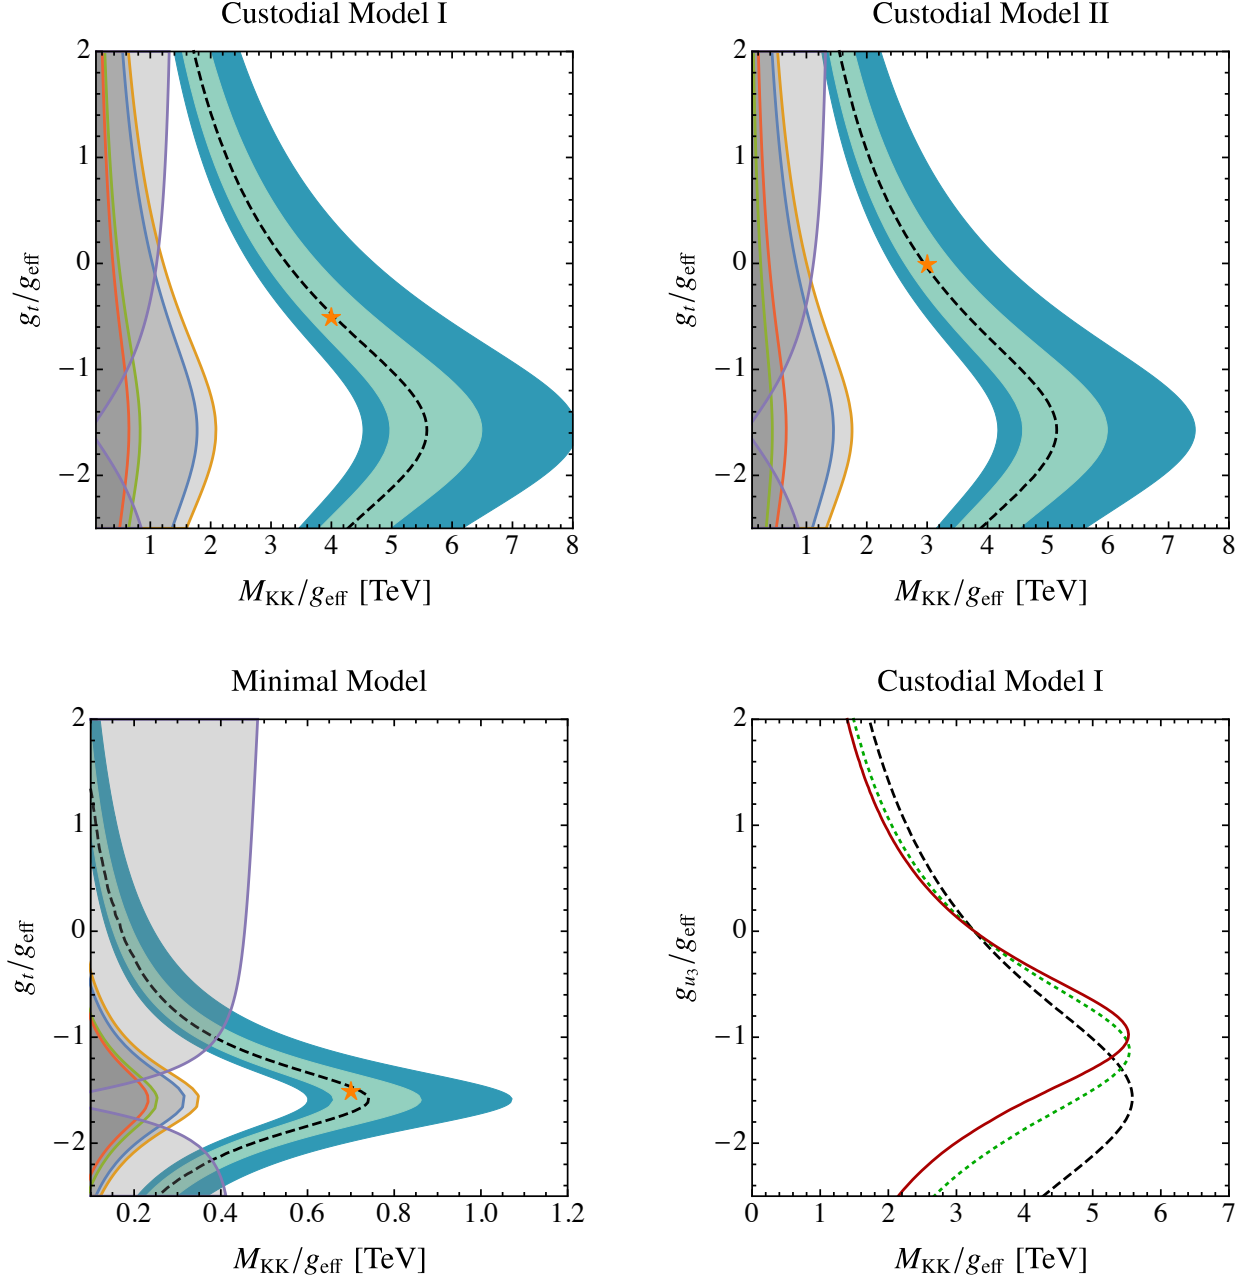 Custodial Model I
2
1
0
−1
−2
g_t/g_eff
1 2 3 4 5 6 7 8
M_KK/g_eff [TeV]
Custodial Model II
2
1
0
−1
−2
g_t/g_eff
1 2 3 4 5 6 7 8
M_KK/g_eff [TeV]
Minimal Model
2
1
0
−1
−2
g_t/g_eff
0.2 0.4 0.6 0.8 1.0 1.2
M_KK/g_eff [TeV]
Custodial Model I
2
1
0
−1
−2
g_u₃/g_eff
0 1 2 3 4 5 6 7
M_KK/g_eff [TeV]